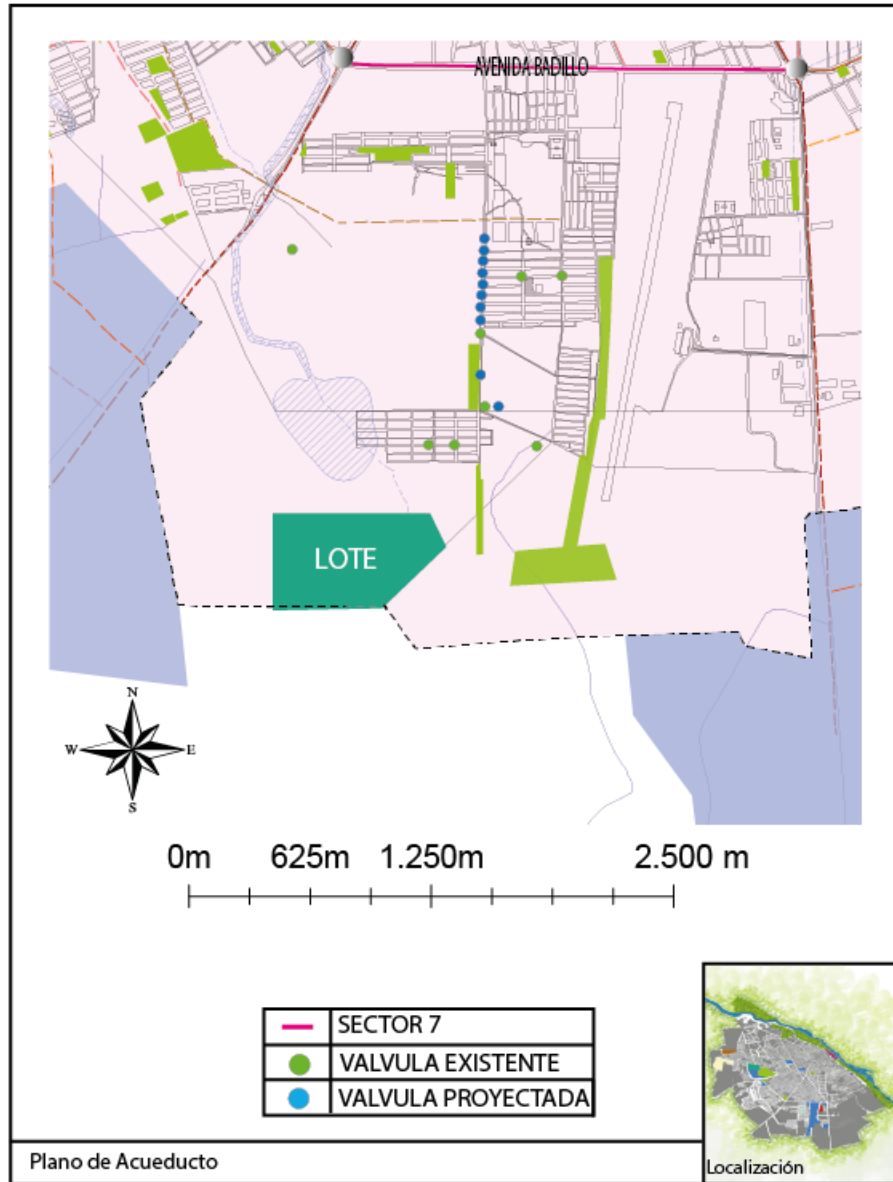 AVENIDA BADILLO
LOTE
N
W E
S
0m 625m 1.250m 2.500 m
SECTOR 7
VALVULA EXISTENTE
VALVULA PROYECTADA
Plano de Acueducto
Localización